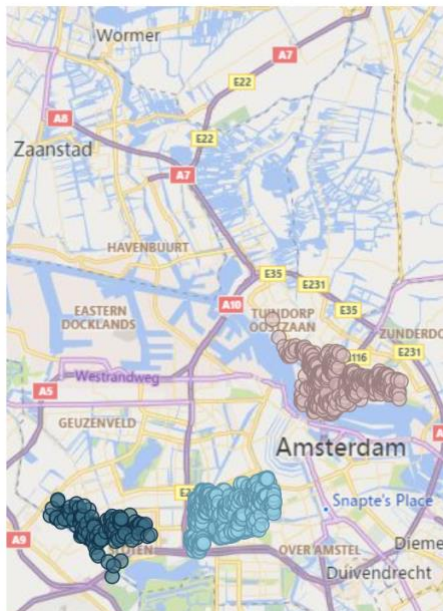 Wormer
A7
E22
A8
E22
Zaanstad
A7
HAVENBUURT
E35
E231
A10
E35
EASTERN
DOCKLANDS
TUINDORP
OOSTZAAN
ZUNDERDO
E231
Westrandweg
A5
GEUZENVELD
Amsterdam
Snapte's Place
A9
OVER AMSTEL
Dieme
Duivendrecht